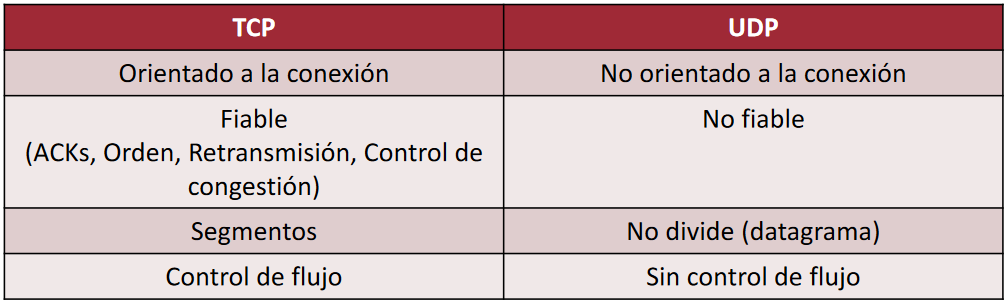 TCP
UDP
Orientado a la conexión
No orientado a la conexión
Fiable
(ACKs, Orden, Retransmisión, Control de
congestión)
No fiable
Segmentos
No divide (datagrama)
Control de flujo
Sin control de flujo